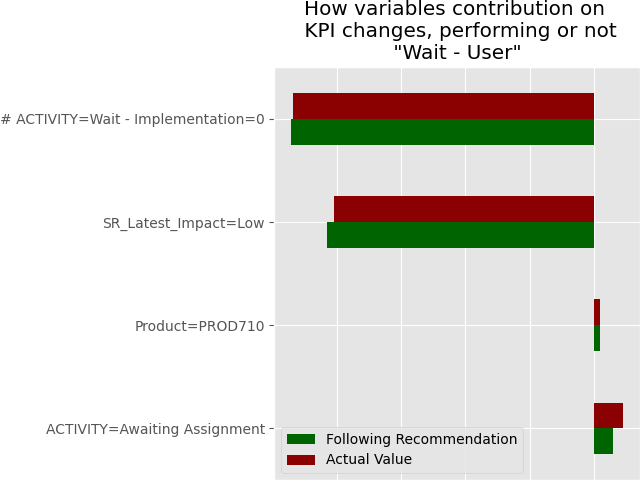 How variables contribution on
KPI changes, performing or not
"Wait - User"
# ACTIVITY=Wait - Implementation=0
SR_Latest_Impact=Low
Product=PROD710
ACTIVITY=Awaiting Assignment
Following Recommendation
Actual Value